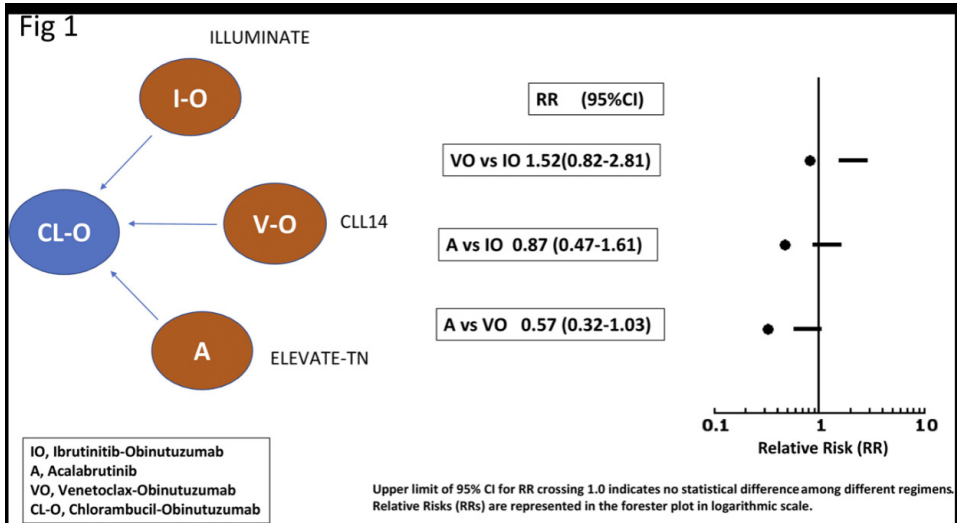 Fig 1
ILLUMINATE
I-O
CL-O
V-O
CLL14
A
ELEVATE-TN
IO, Ibrutinitib-Obinutuzumab
A, Acalabrutinib
VO, Venetoclax-Obinutuzumab
CL-O, Chlorambucil-Obinutuzumab
RR (95%CI)
VO vs IO 1.52(0.82-2.81)
A vs IO 0.87 (0.47-1.61)
A vs VO 0.57 (0.32-1.03)
0.1 1 10
Relative Risk (RR)
Upper limit of 95% CI for RR crossing 1.0 indicates no statistical difference among different regimens.
Relative Risks (RRs) are represented in the forester plot in logarithmic scale.